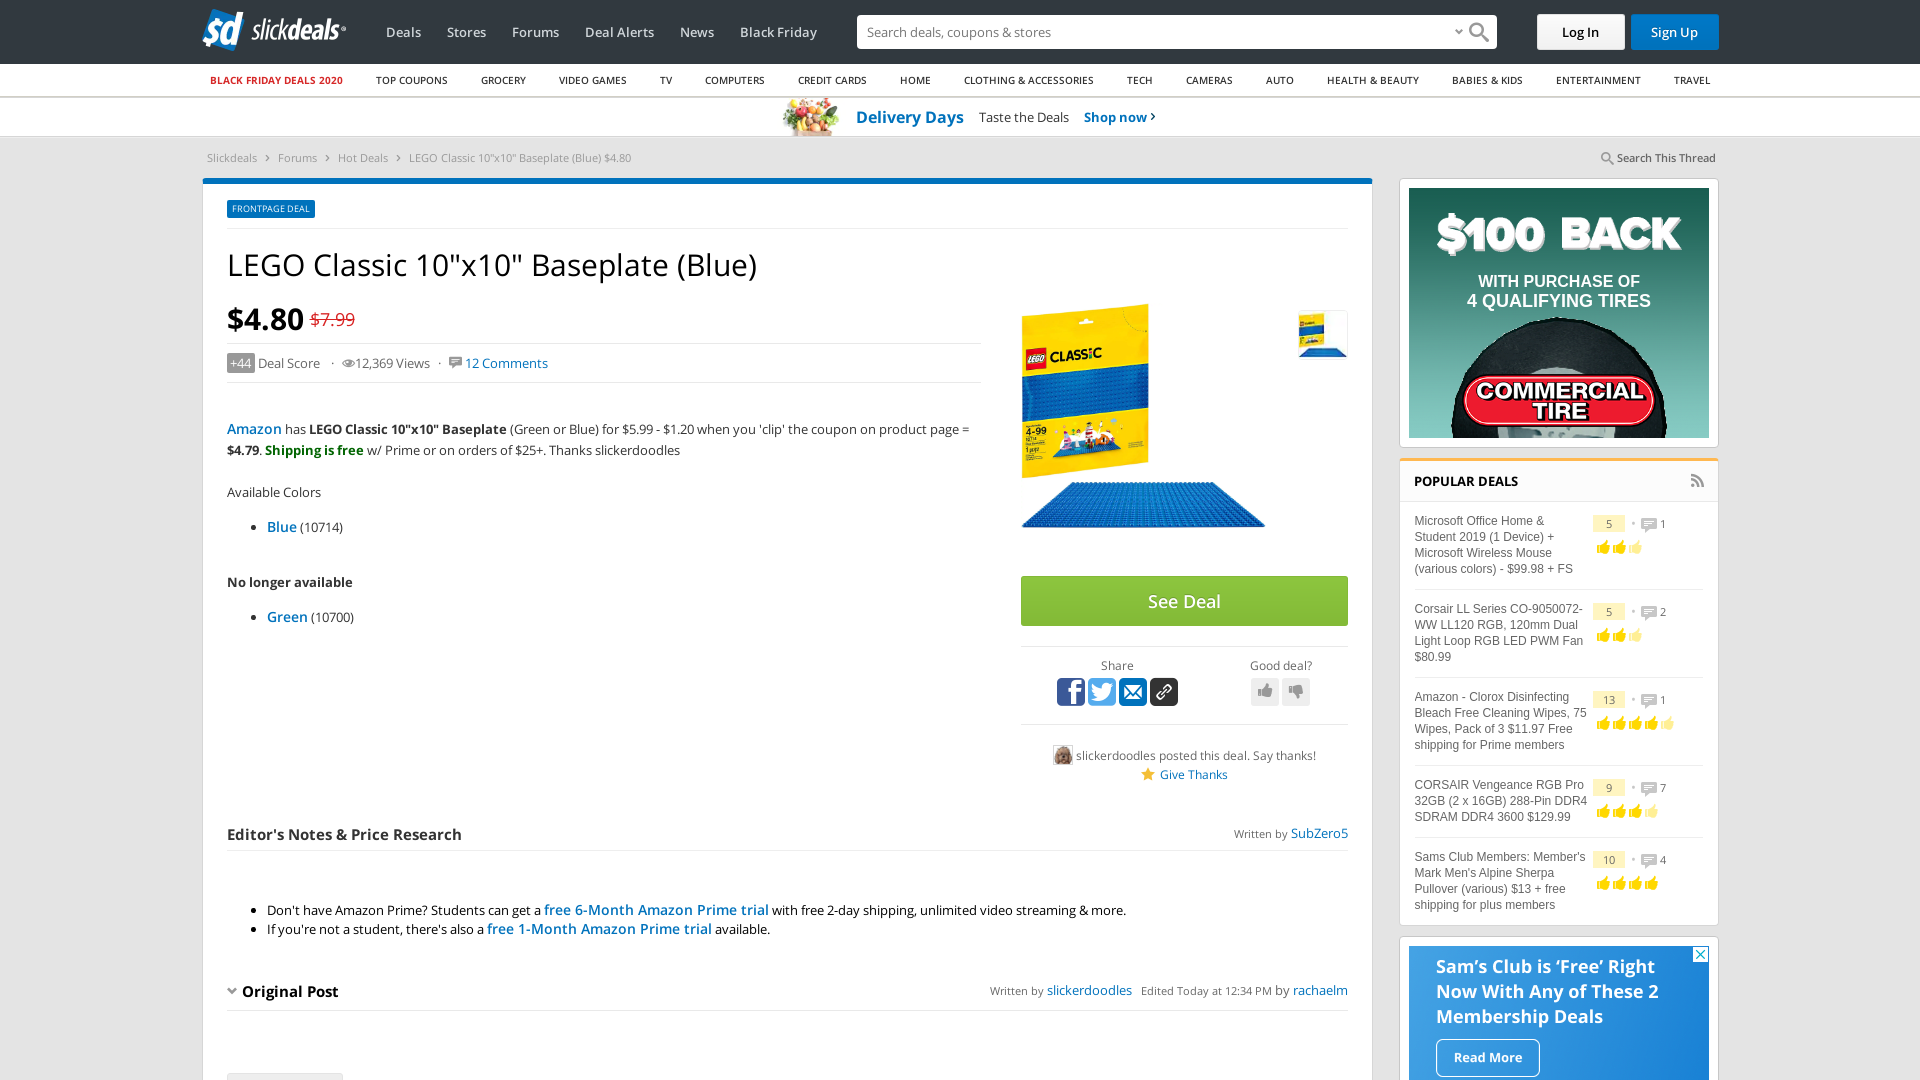 slickdeals
Deals
Stores
Forums
Deal Alerts
News
Black Friday
Search deals, coupons & stores
Log In
Sign Up
BLACK FRIDAY DEALS 2020
TOP COUPONS
GROCERY
VIDEO GAMES
TV
COMPUTERS
CREDIT CARDS
HOME
CLOTHING & ACCESSORIES
TECH
CAMERAS
AUTO
HEALTH & BEAUTY
BABIES & KIDS
ENTERTAINMENT
TRAVEL
Delivery Days Taste the Deals Shop now
Slickdeals > Forums > Hot Deals > LEGO Classic 10"x10" Baseplate (Blue) $4.80
Search This Thread
FRONTPAGE DEAL
LEGO Classic 10"x10" Baseplate (Blue)
$4.80 $7.99
+44 Deal Score · 12,369 Views · 12 Comments
Amazon has LEGO Classic 10"x10" Baseplate (Green or Blue) for $5.99 - $1.20 when you 'clip' the coupon on product page =
$4.79. Shipping is free w/ Prime or on orders of $25+. Thanks slickerdoodles
Available Colors
• Blue (10714)
No longer available
• Green (10700)
LEGO CLASSIC
4-99
10714
See Deal
Share
Good deal?
slickerdoodles posted this deal. Say thanks!
Give Thanks
Editor's Notes & Price Research
Written by SubZero5
• Don't have Amazon Prime? Students can get a free 6-Month Amazon Prime trial with free 2-day shipping, unlimited video streaming & more.
• If you're not a student, there's also a free 1-Month Amazon Prime trial available.
Original Post
Written by slickerdoodles Edited Today at 12:34 PM by rachaelm
$100 BACK
WITH PURCHASE OF
4 QUALIFYING TIRES
COMMERCIAL
TIRE
POPULAR DEALS
Microsoft Office Home &
Student 2019 (1 Device) +
Microsoft Wireless Mouse
(various colors) - $99.98 + FS
5 • 1
Corsair LL Series CO-9050072-
WW LL120 RGB, 120mm Dual
Light Loop RGB LED PWM Fan
$80.99
5 • 2
Amazon - Clorox Disinfecting
Bleach Free Cleaning Wipes, 75
Wipes, Pack of 3 $11.97 Free
shipping for Prime members
13 • 1
CORSAIR Vengeance RGB Pro
32GB (2 x 16GB) 288-Pin DDR4
SDRAM DDR4 3600 $129.99
9 • 7
Sams Club Members: Member's
Mark Men's Alpine Sherpa
Pullover (various) $13 + free
shipping for plus members
10 • 4
Sam's Club is 'Free' Right
Now With Any of These 2
Membership Deals
Read More